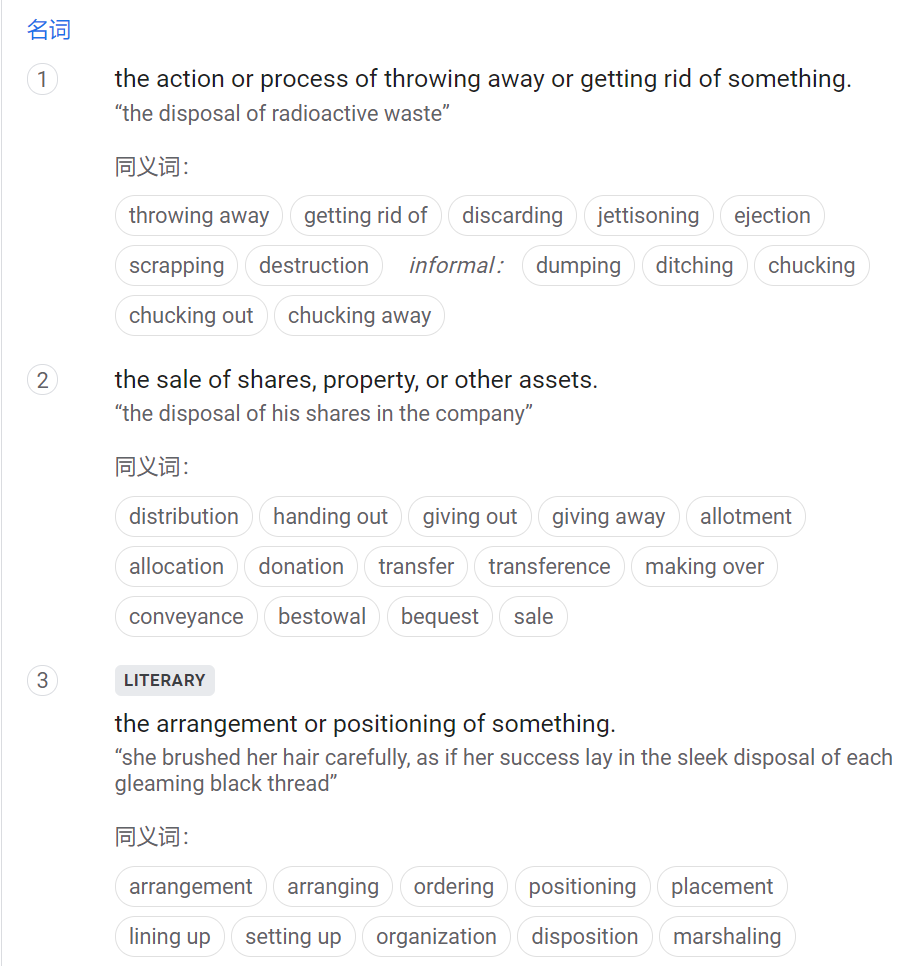 名词
1 the action or process of throwing away or getting rid of something.
“the disposal of radioactive waste”
同义词：
throwing away getting rid of discarding jettisoning ejection
scrapping destruction informal： dumping ditching chucking
chucking out chucking away
2 the sale of shares, property, or other assets.
“the disposal of his shares in the company”
同义词：
distribution handing out giving out giving away allotment
allocation donation transfer transference making over
conveyance bestowal bequest sale
3 LITERARY
the arrangement or positioning of something.
“she brushed her hair carefully, as if her success lay in the sleek disposal of each
gleaming black thread”
同义词：
arrangement arranging ordering positioning placement
lining up setting up organization disposition marshaling